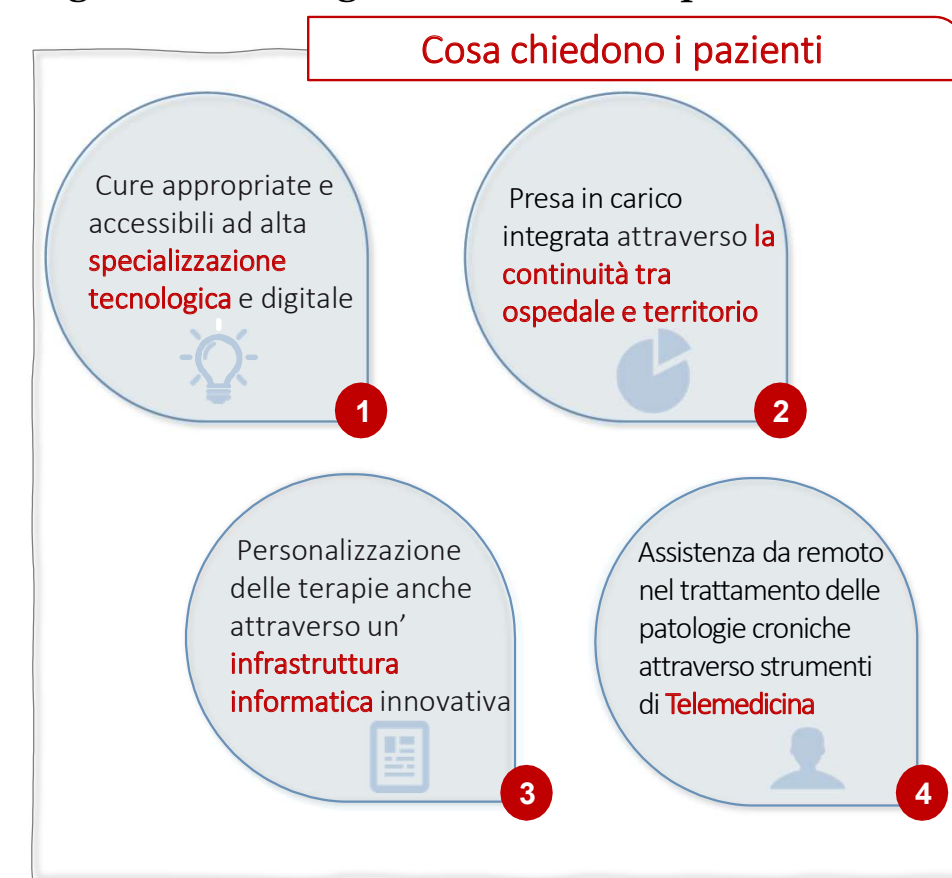 Cosa chiedono i pazienti
Cure appropriate e
accessibili ad alta
specializzazione
tecnologica e digitale
1
Presa in carico
integrata attraverso la
continuità tra
ospedale e territorio
2
Personalizzazione
delle terapie anche
attraverso un’
infrastruttura
informatica innovativa
3
Assistenza da remoto
nel trattamento delle
patologie croniche
attraverso strumenti
di Telemedicina
4